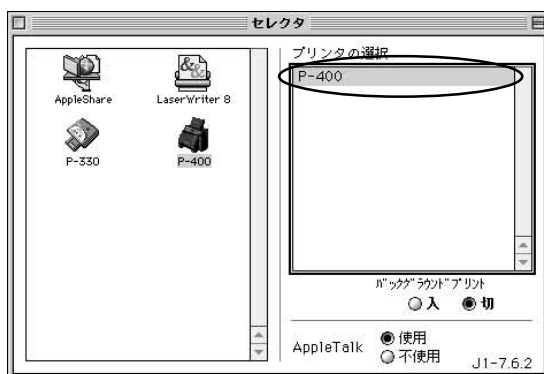 セレクタ
AppleShare
LaserWriter 8
P-330
P-400
プリンタの選択
P-400
ﾊﾞｯｸｸﾞﾗｳﾝﾄﾞﾌﾟﾘﾝﾄ
入 切
AppleTalk
使用
不使用
J1-7.6.2